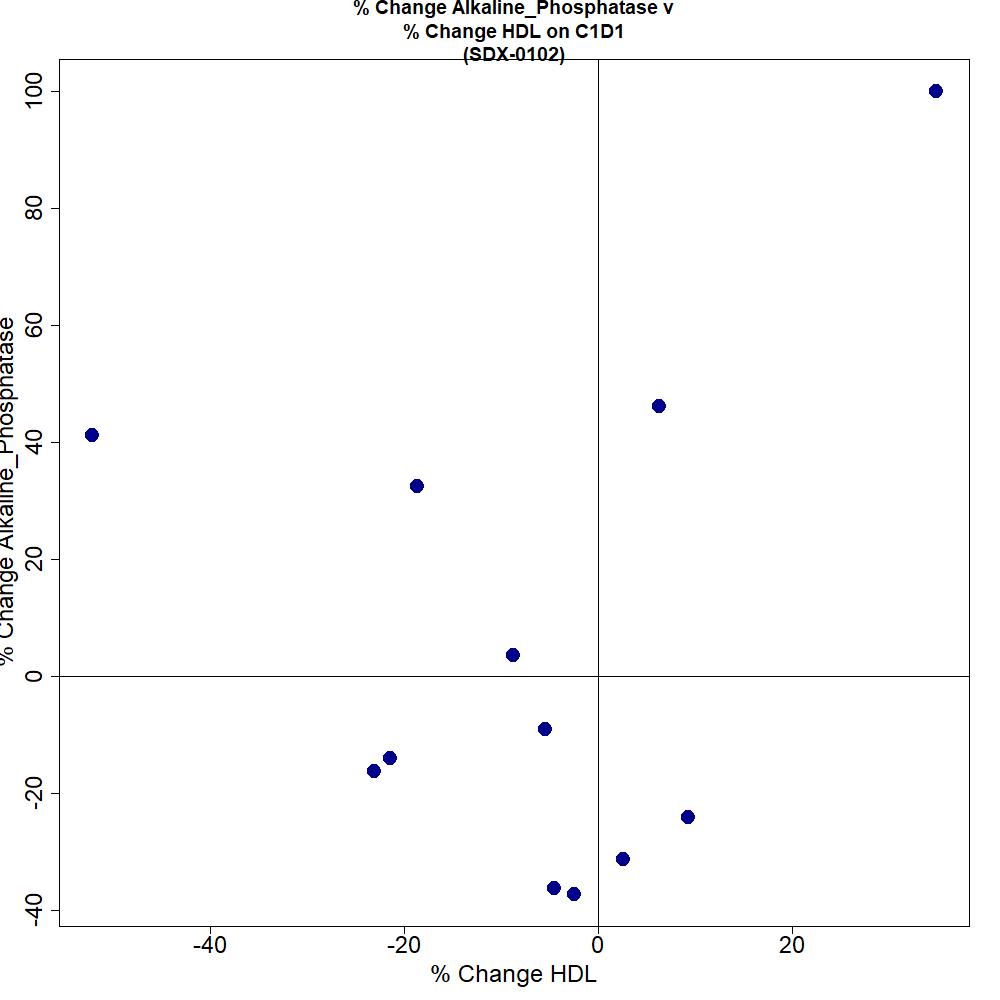 % Change Alkaline_Phosphatase v
% Change HDL on C1D1
(SDX-0102)
% Change Alkaline_Phosphatase
100
80
60
40
20
0
-20
-40
-40 -20 0 20
% Change HDL